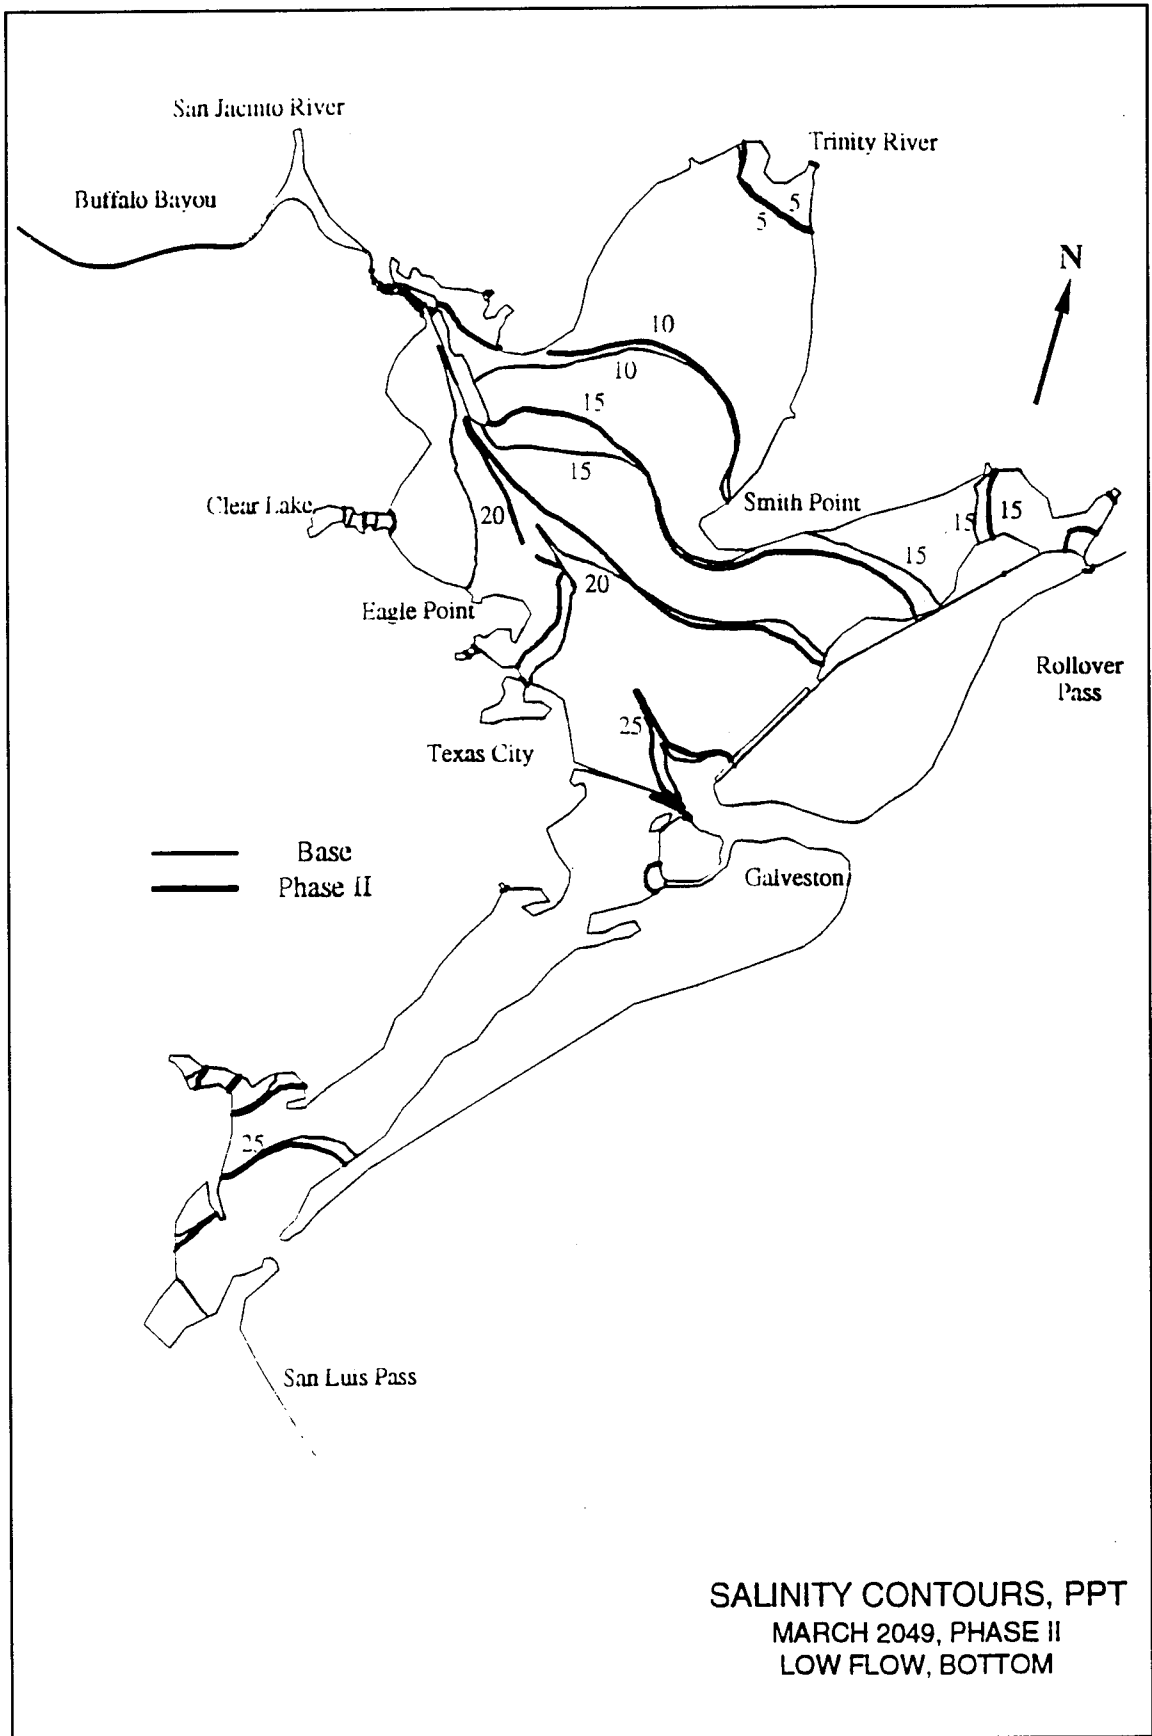 San Jacinto River
Trinity River
Buffalo Bayou
5
5
N
10
10
15
15
Clear Lake
20
Smith Point
15
15
15
20
Eagle Point
Rollover
Pass
25
Texas City
Base
Phase II
Galveston
25
San Luis Pass
SALINITY CONTOURS, PPT
MARCH 2049, PHASE II
LOW FLOW, BOTTOM